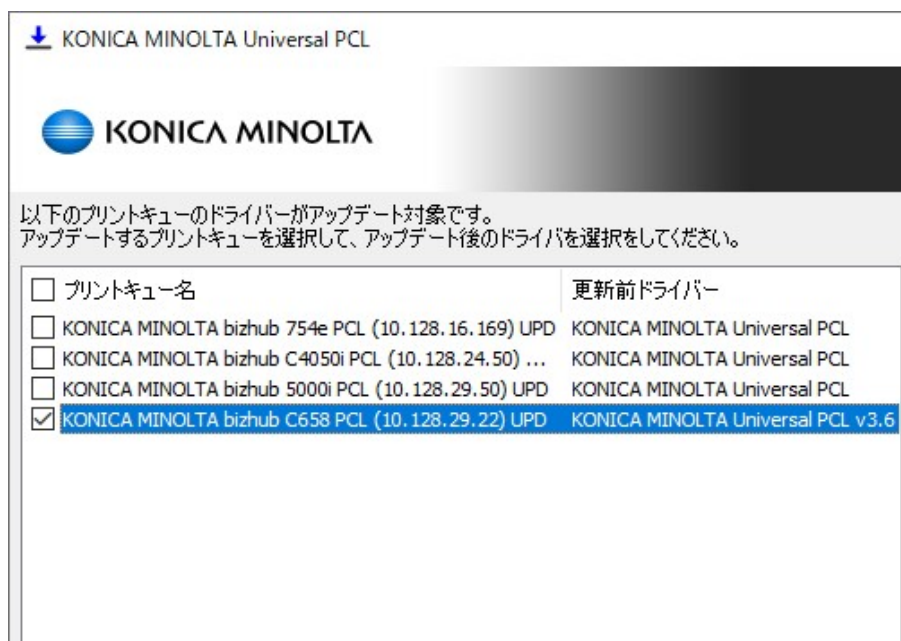 KONICA MINOLTA Universal PCL
KONICA MINOLTA
以下のプリントキューのドライバーがアップデート対象です。
アップデートするプリントキューを選択して、アップデート後のドライバを選択をしてください。
プリントキュー名 更新前ドライバー
KONICA MINOLTA bizhub 754e PCL (10.128.16.169) UPD KONICA MINOLTA Universal PCL
KONICA MINOLTA bizhub C4050i PCL (10.128.24.50) ... KONICA MINOLTA Universal PCL
KONICA MINOLTA bizhub 5000i PCL (10.128.29.50) UPD KONICA MINOLTA Universal PCL
KONICA MINOLTA bizhub C658 PCL (10.128.29.22) UPD KONICA MINOLTA Universal PCL v3.6